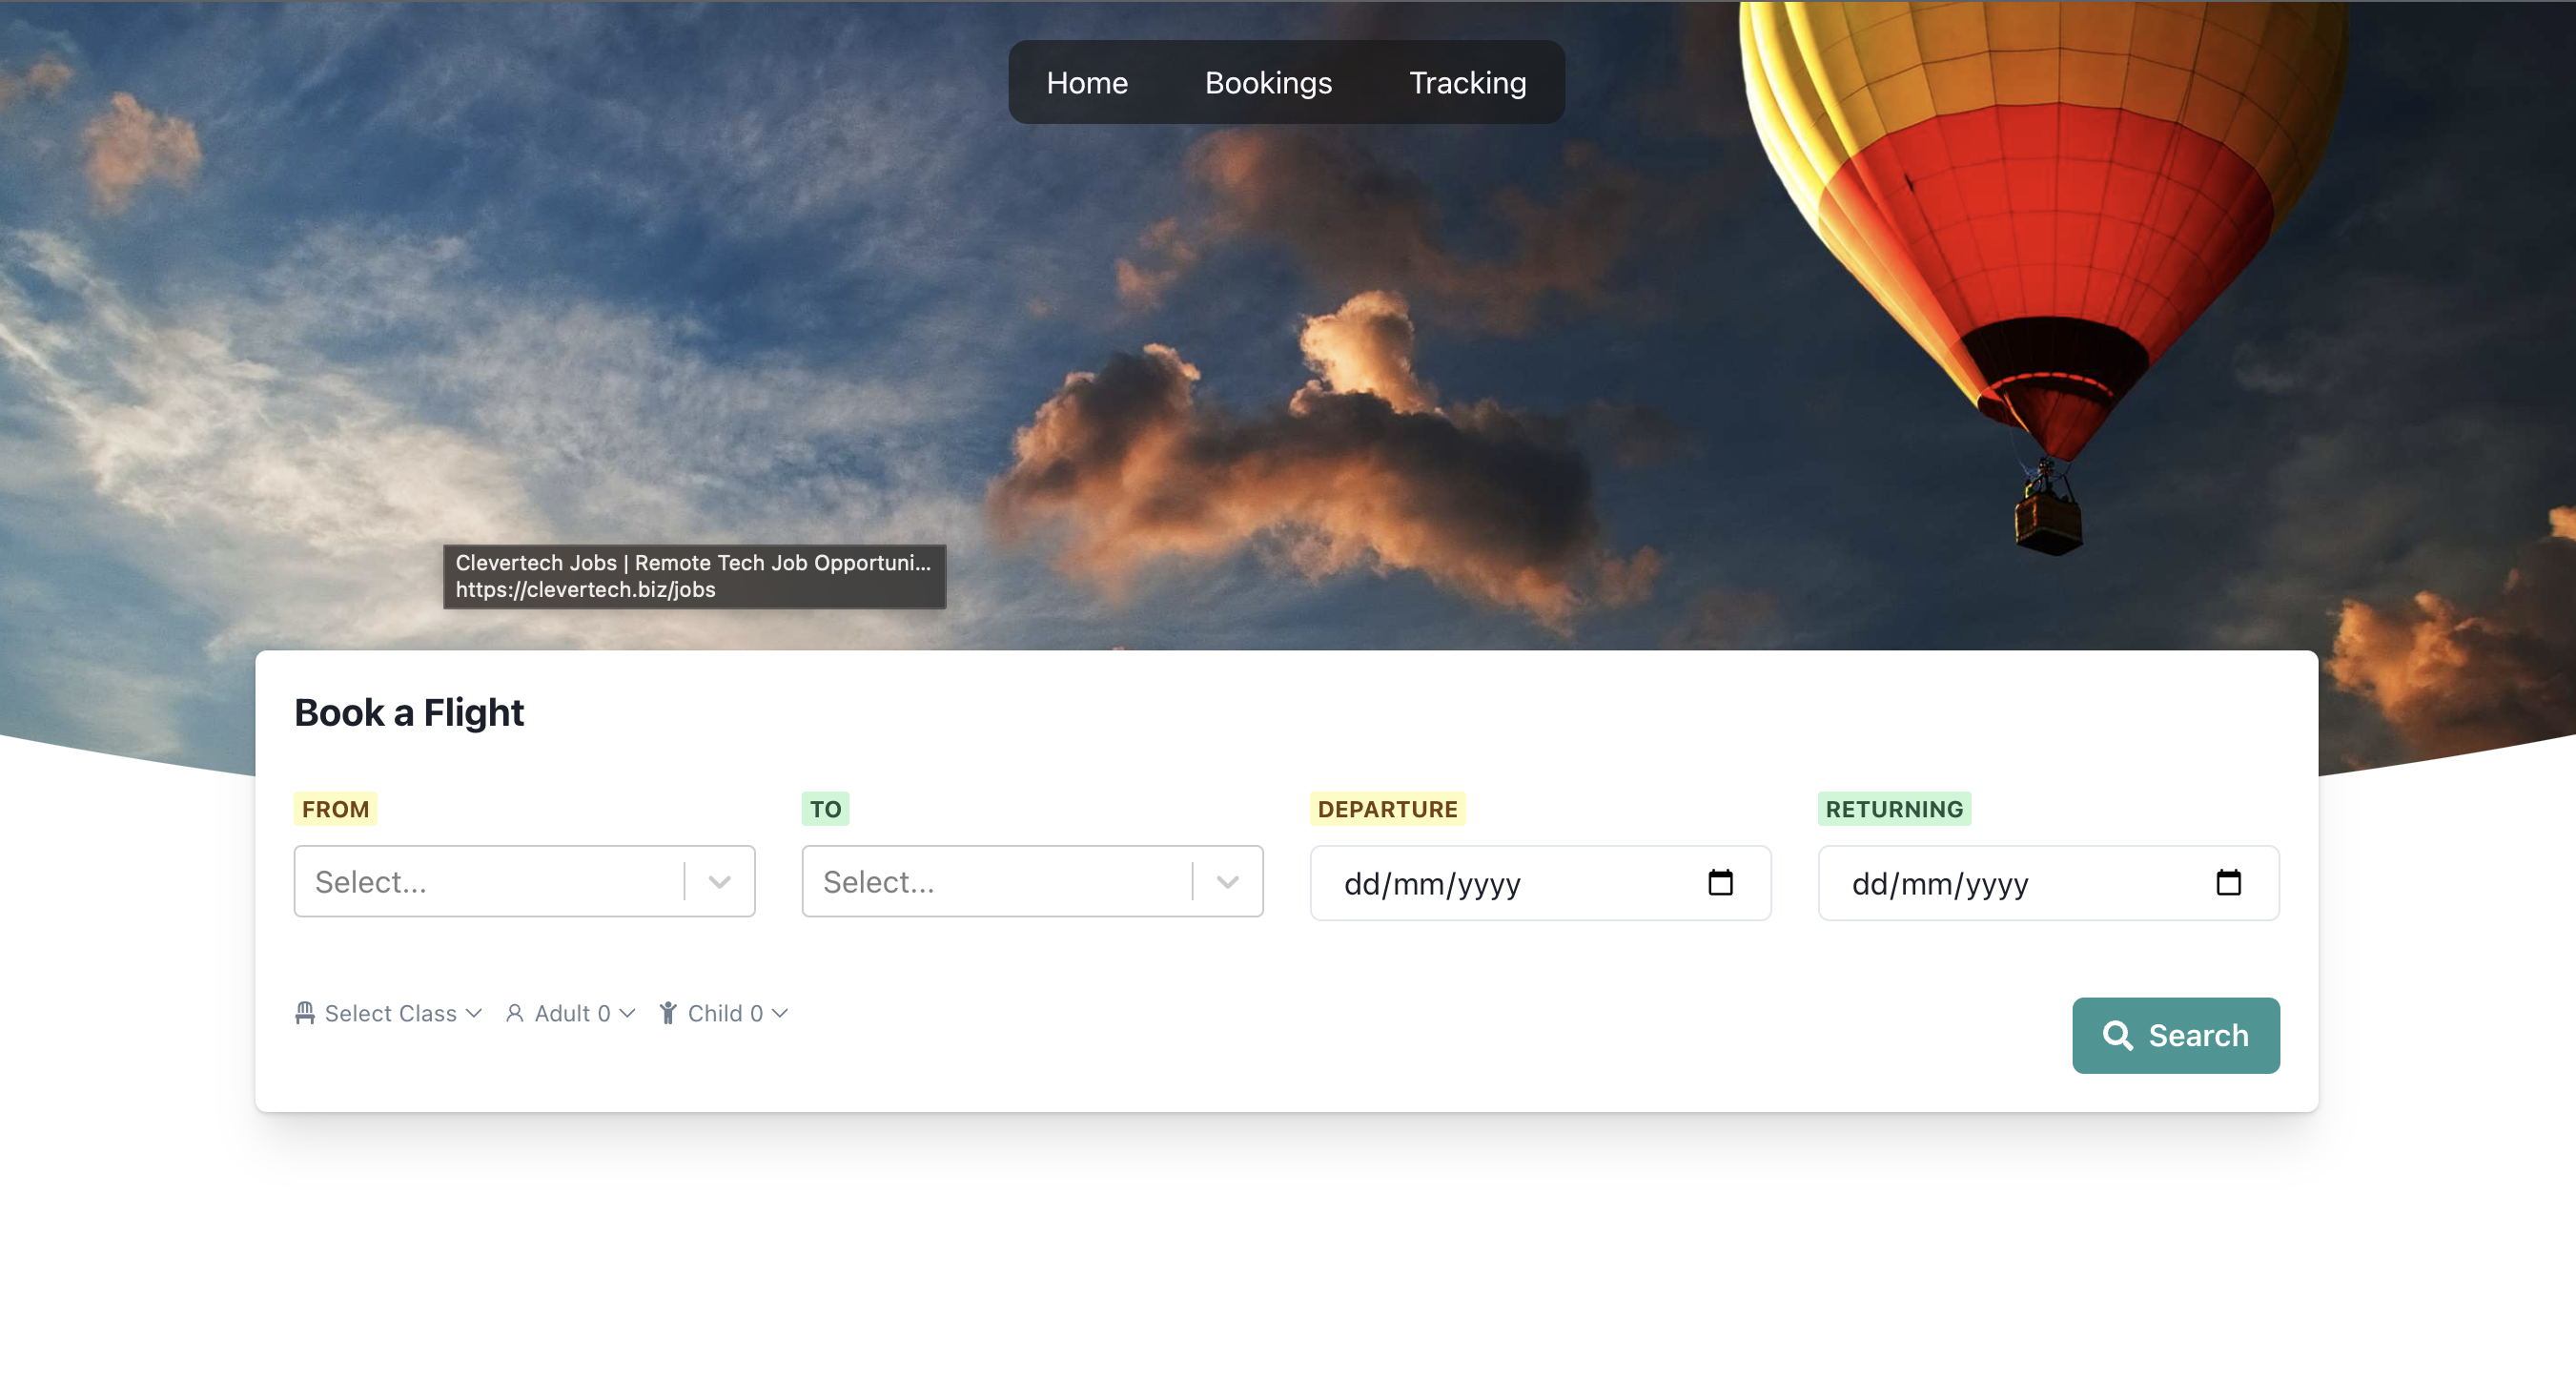 Home Bookings Tracking
Clevertech Jobs | Remote Tech Job Opportuni...
https://clevertech.biz/jobs
Book a Flight
FROM TO DEPARTURE RETURNING
Select... Select... dd/mm/yyyy dd/mm/yyyy
Select Class Adult 0 Child 0
Search